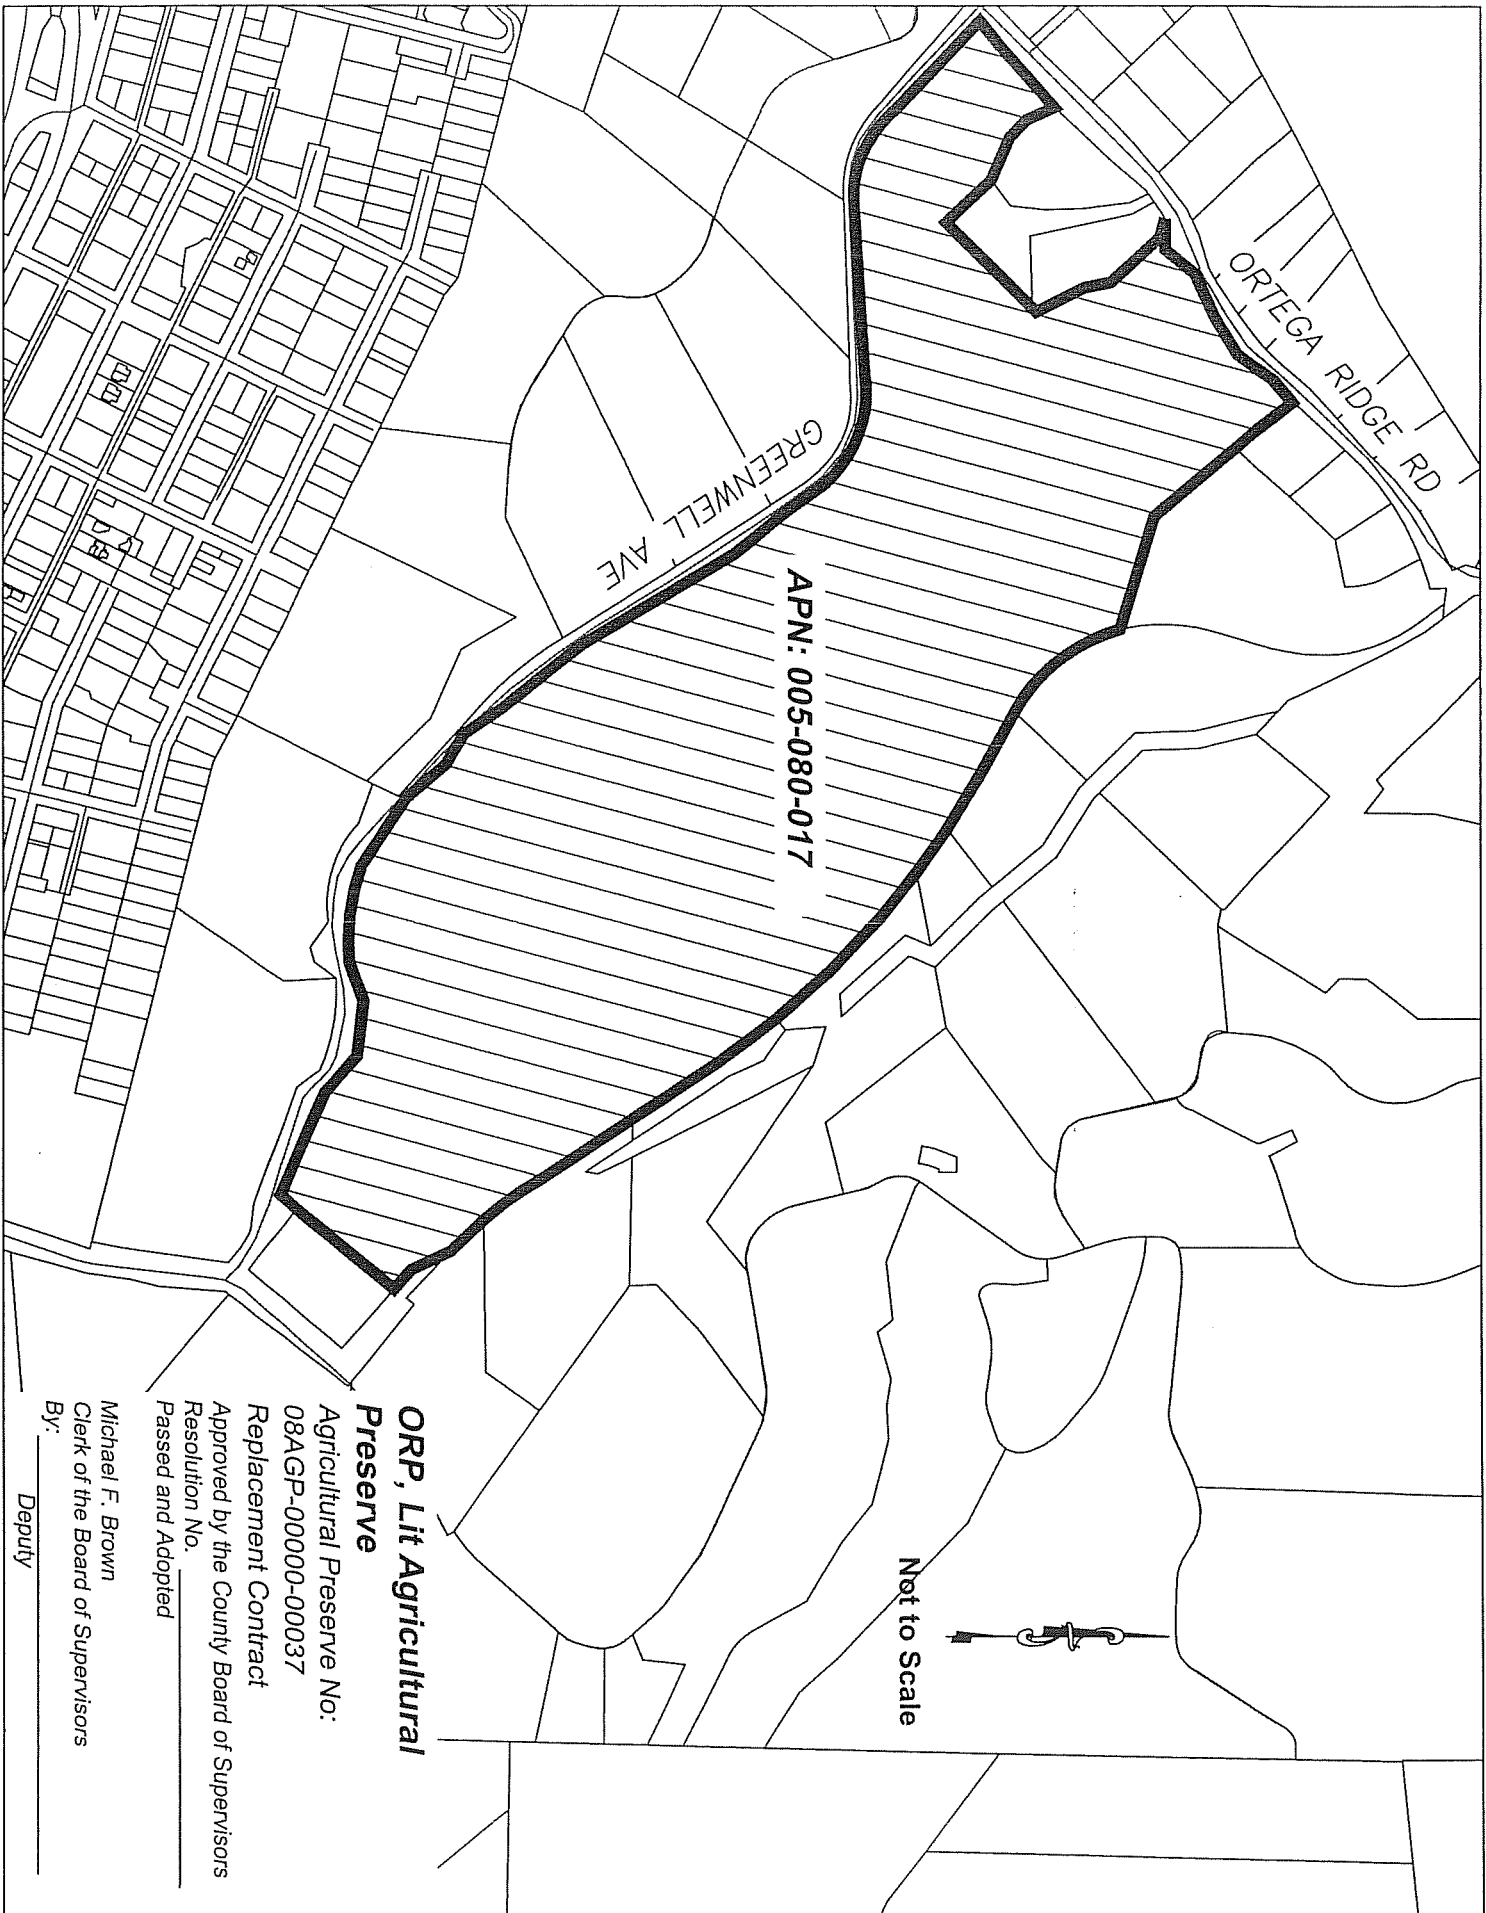 ORTEGA RIDGE RD
GREENWELL AVE
APN: 005-080-017
Not to Scale
ORP, Lit Agricultural
Preserve
Agricultural Preserve No:
08AGP-00000-00037
Replacement Contract
Approved by the County Board of Supervisors
Resolution No.
Passed and Adopted
Michael F. Brown
Clerk of the Board of Supervisors
By:
Deputy